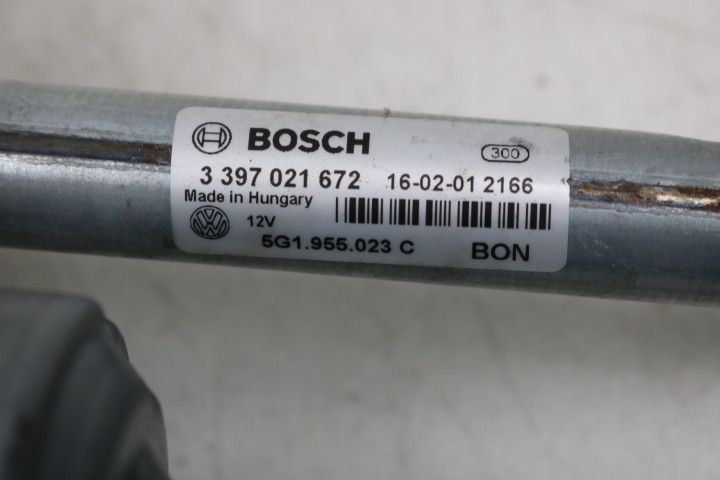 BOSCH
300
3 397 021 672 16-02-01 2166
Made in Hungary
12V
5G1.955.023 C BON